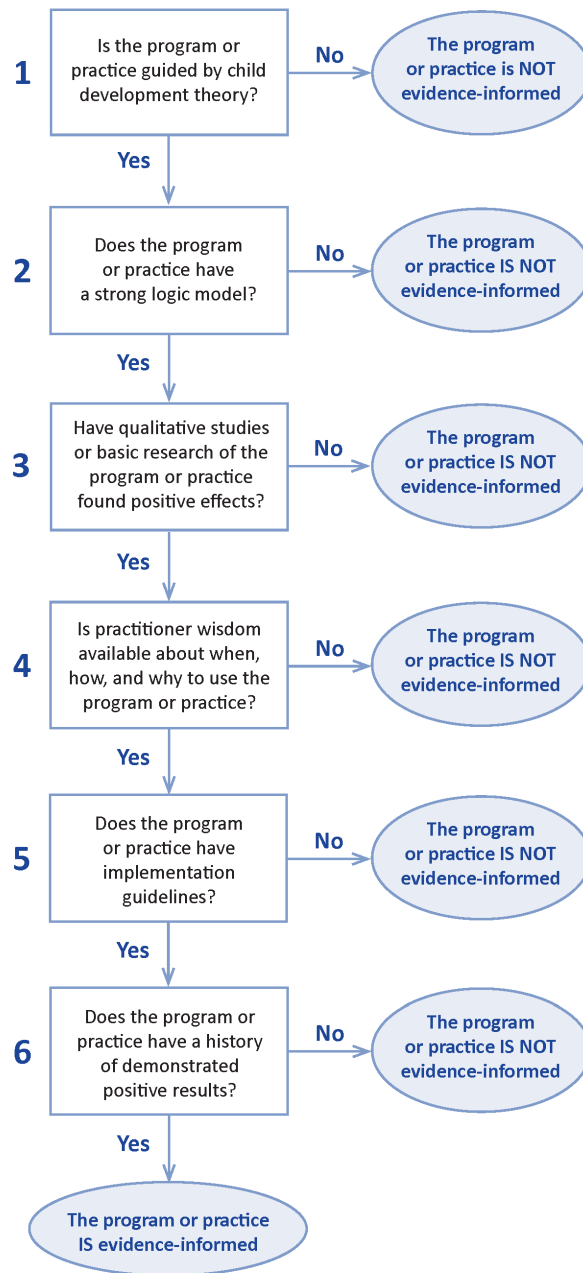 1
Is the program or
practice guided by child
development theory?
No
The program
or practice is NOT
evidence-informed
Yes
2
Does the program
or practice have
a strong logic model?
No
The program
or practice IS NOT
evidence-informed
Yes
3
Have qualitative studies
or basic research of the
program or practice
found positive effects?
No
The program
or practice IS NOT
evidence-informed
Yes
4
Is practitioner wisdom
available about when,
how, and why to use the
program or practice?
No
The program
or practice IS NOT
evidence-informed
Yes
5
Does the program
or practice have
implementation
guidelines?
No
The program
or practice IS NOT
evidence-informed
Yes
6
Does the program or
practice have a history
of demonstrated
positive results?
No
The program
or practice IS NOT
evidence-informed
Yes
The program or practice
IS evidence-informed